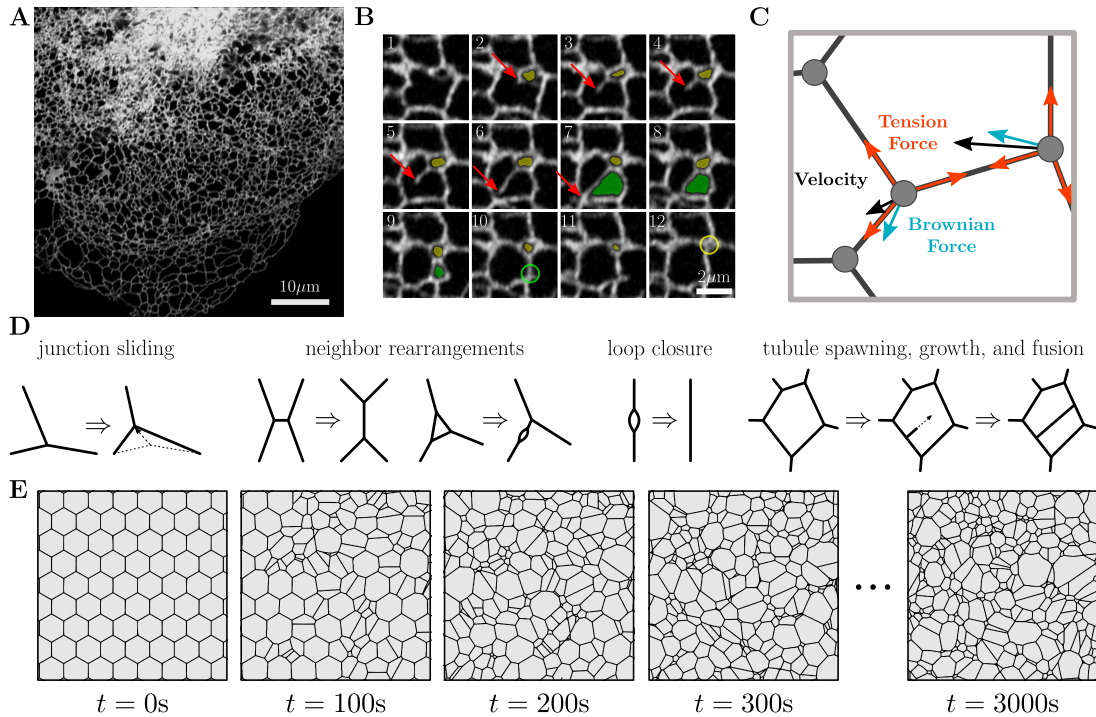 A
10μm
B
1 2 3 4
5 6 7 8
9 10 11 12
2μm
C
Tension
Force
Velocity
Brownian
Force
D
junction sliding
neighbor rearrangements
loop closure
tubule spawning, growth, and fusion
⇒ ⇒ ⇒ ⇒ ⇒ ⇒
E
...
t = 0s
t = 100s
t = 200s
t = 300s
t = 3000s